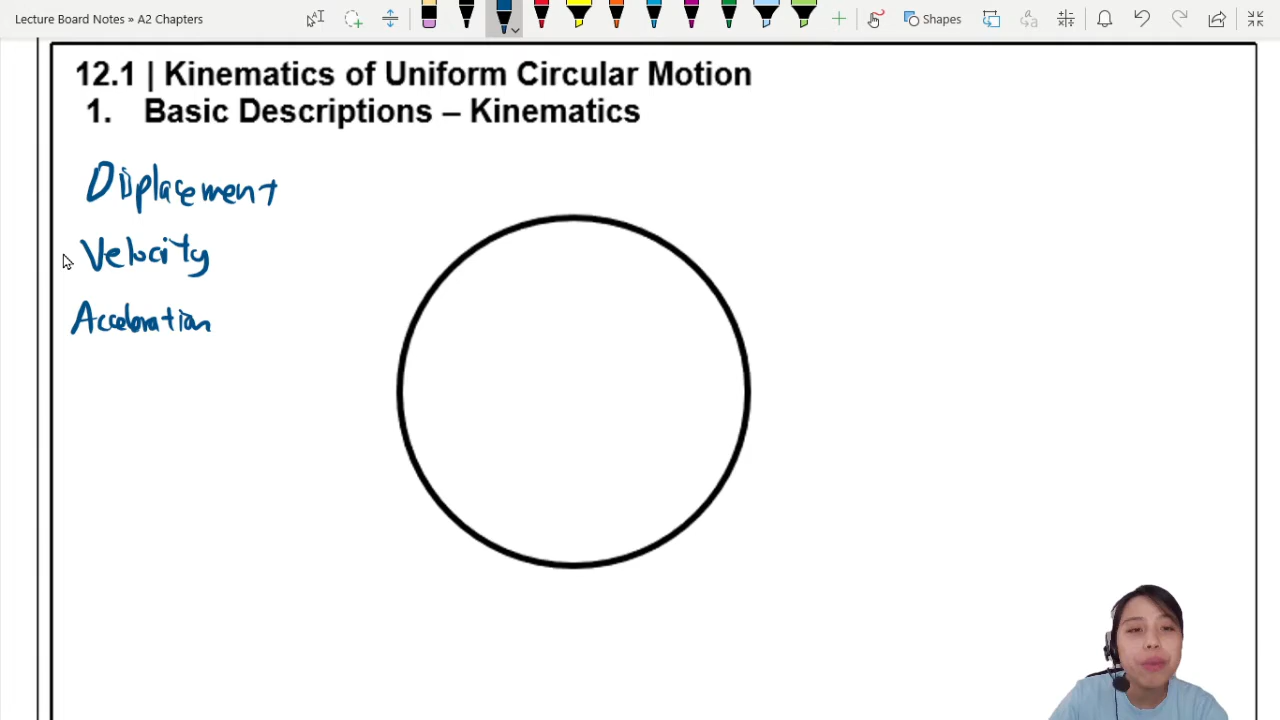 Lecture Board Notes » A2 Chapters
Shapes
12.1 | Kinematics of Uniform Circular Motion
1. Basic Descriptions – Kinematics
Displacement
Velocity
Acceleration